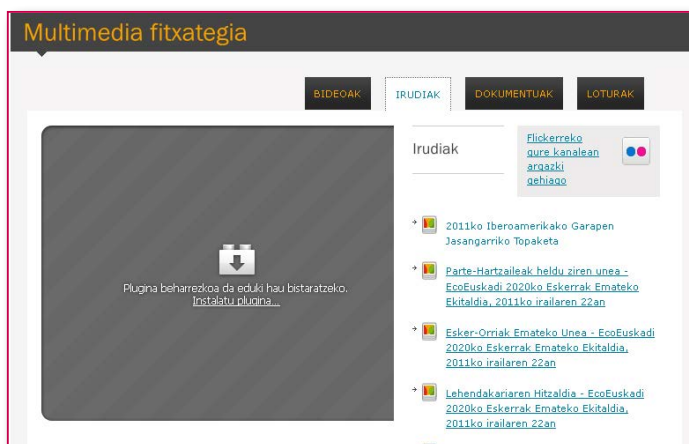 Multimedia fitxategia
BIDEOAK
IRUDIAK
DOKUMENTUAK
LOTURAK
Plugina beharrezkoa da eduki hau bistaratzeko.
Instalatu plugina...
Irudiak
Flickerreko
gure kanalean
argazki
gehiago
2011ko Iberoamerikako Garapen
Jasangarriko Topaketa
Parte-Hartzaileak heldu ziren unea -
EcoEuskadi 2020ko Eskerrak Emateko
Ekitaldia, 2011ko irailaren 22an
Esker-Orriak Emateko Unea - EcoEuskadi
2020ko Eskerrak Emateko Ekitaldia,
2011ko irailaren 22an
Lehendakariaren Hitzaldia - EcoEuskadi
2020ko Eskerrak Emateko Ekitaldia,
2011ko irailaren 22an